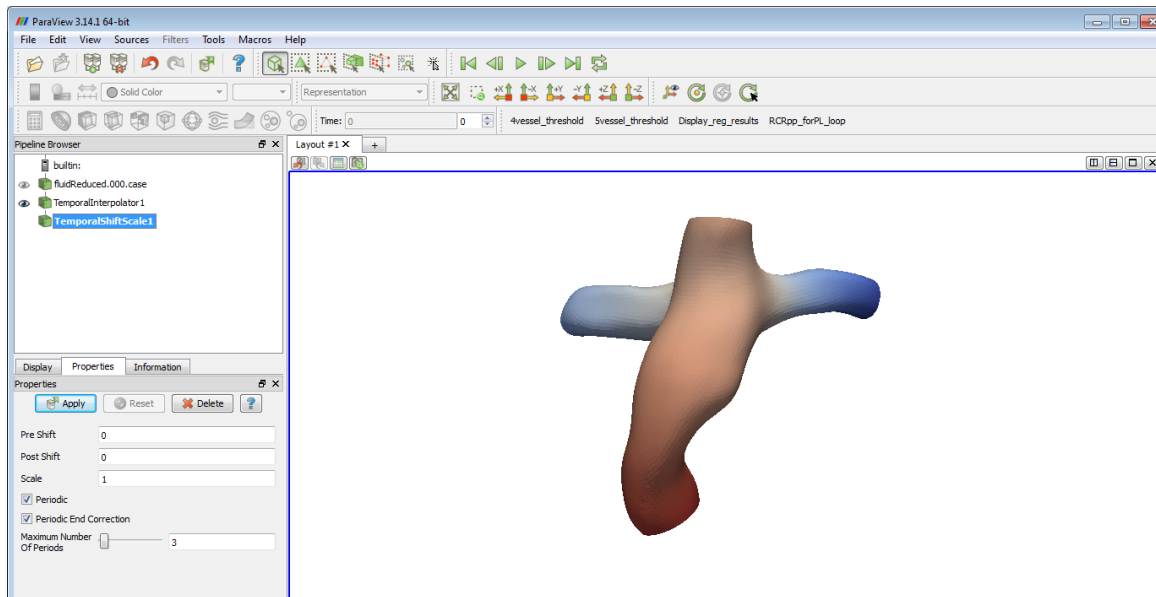 ParaView 3.14.1 64-bit
File Edit View Sources Filters Tools Macros Help
Solid Color Representation
Time: 0 0 4vessel_threshold 5vessel_threshold Display_reg_results RCRpp_forPL_loop
Pipeline Browser
Layout #1
builtin:
fluidReduced.000.case
TemporalInterpolator1
TemporalShiftScale1
Display Properties Information
Properties
Apply Reset Delete ?
Pre Shift 0
Post Shift 0
Scale 1
Periodic
Periodic End Correction
Maximum Number
Of Periods 3